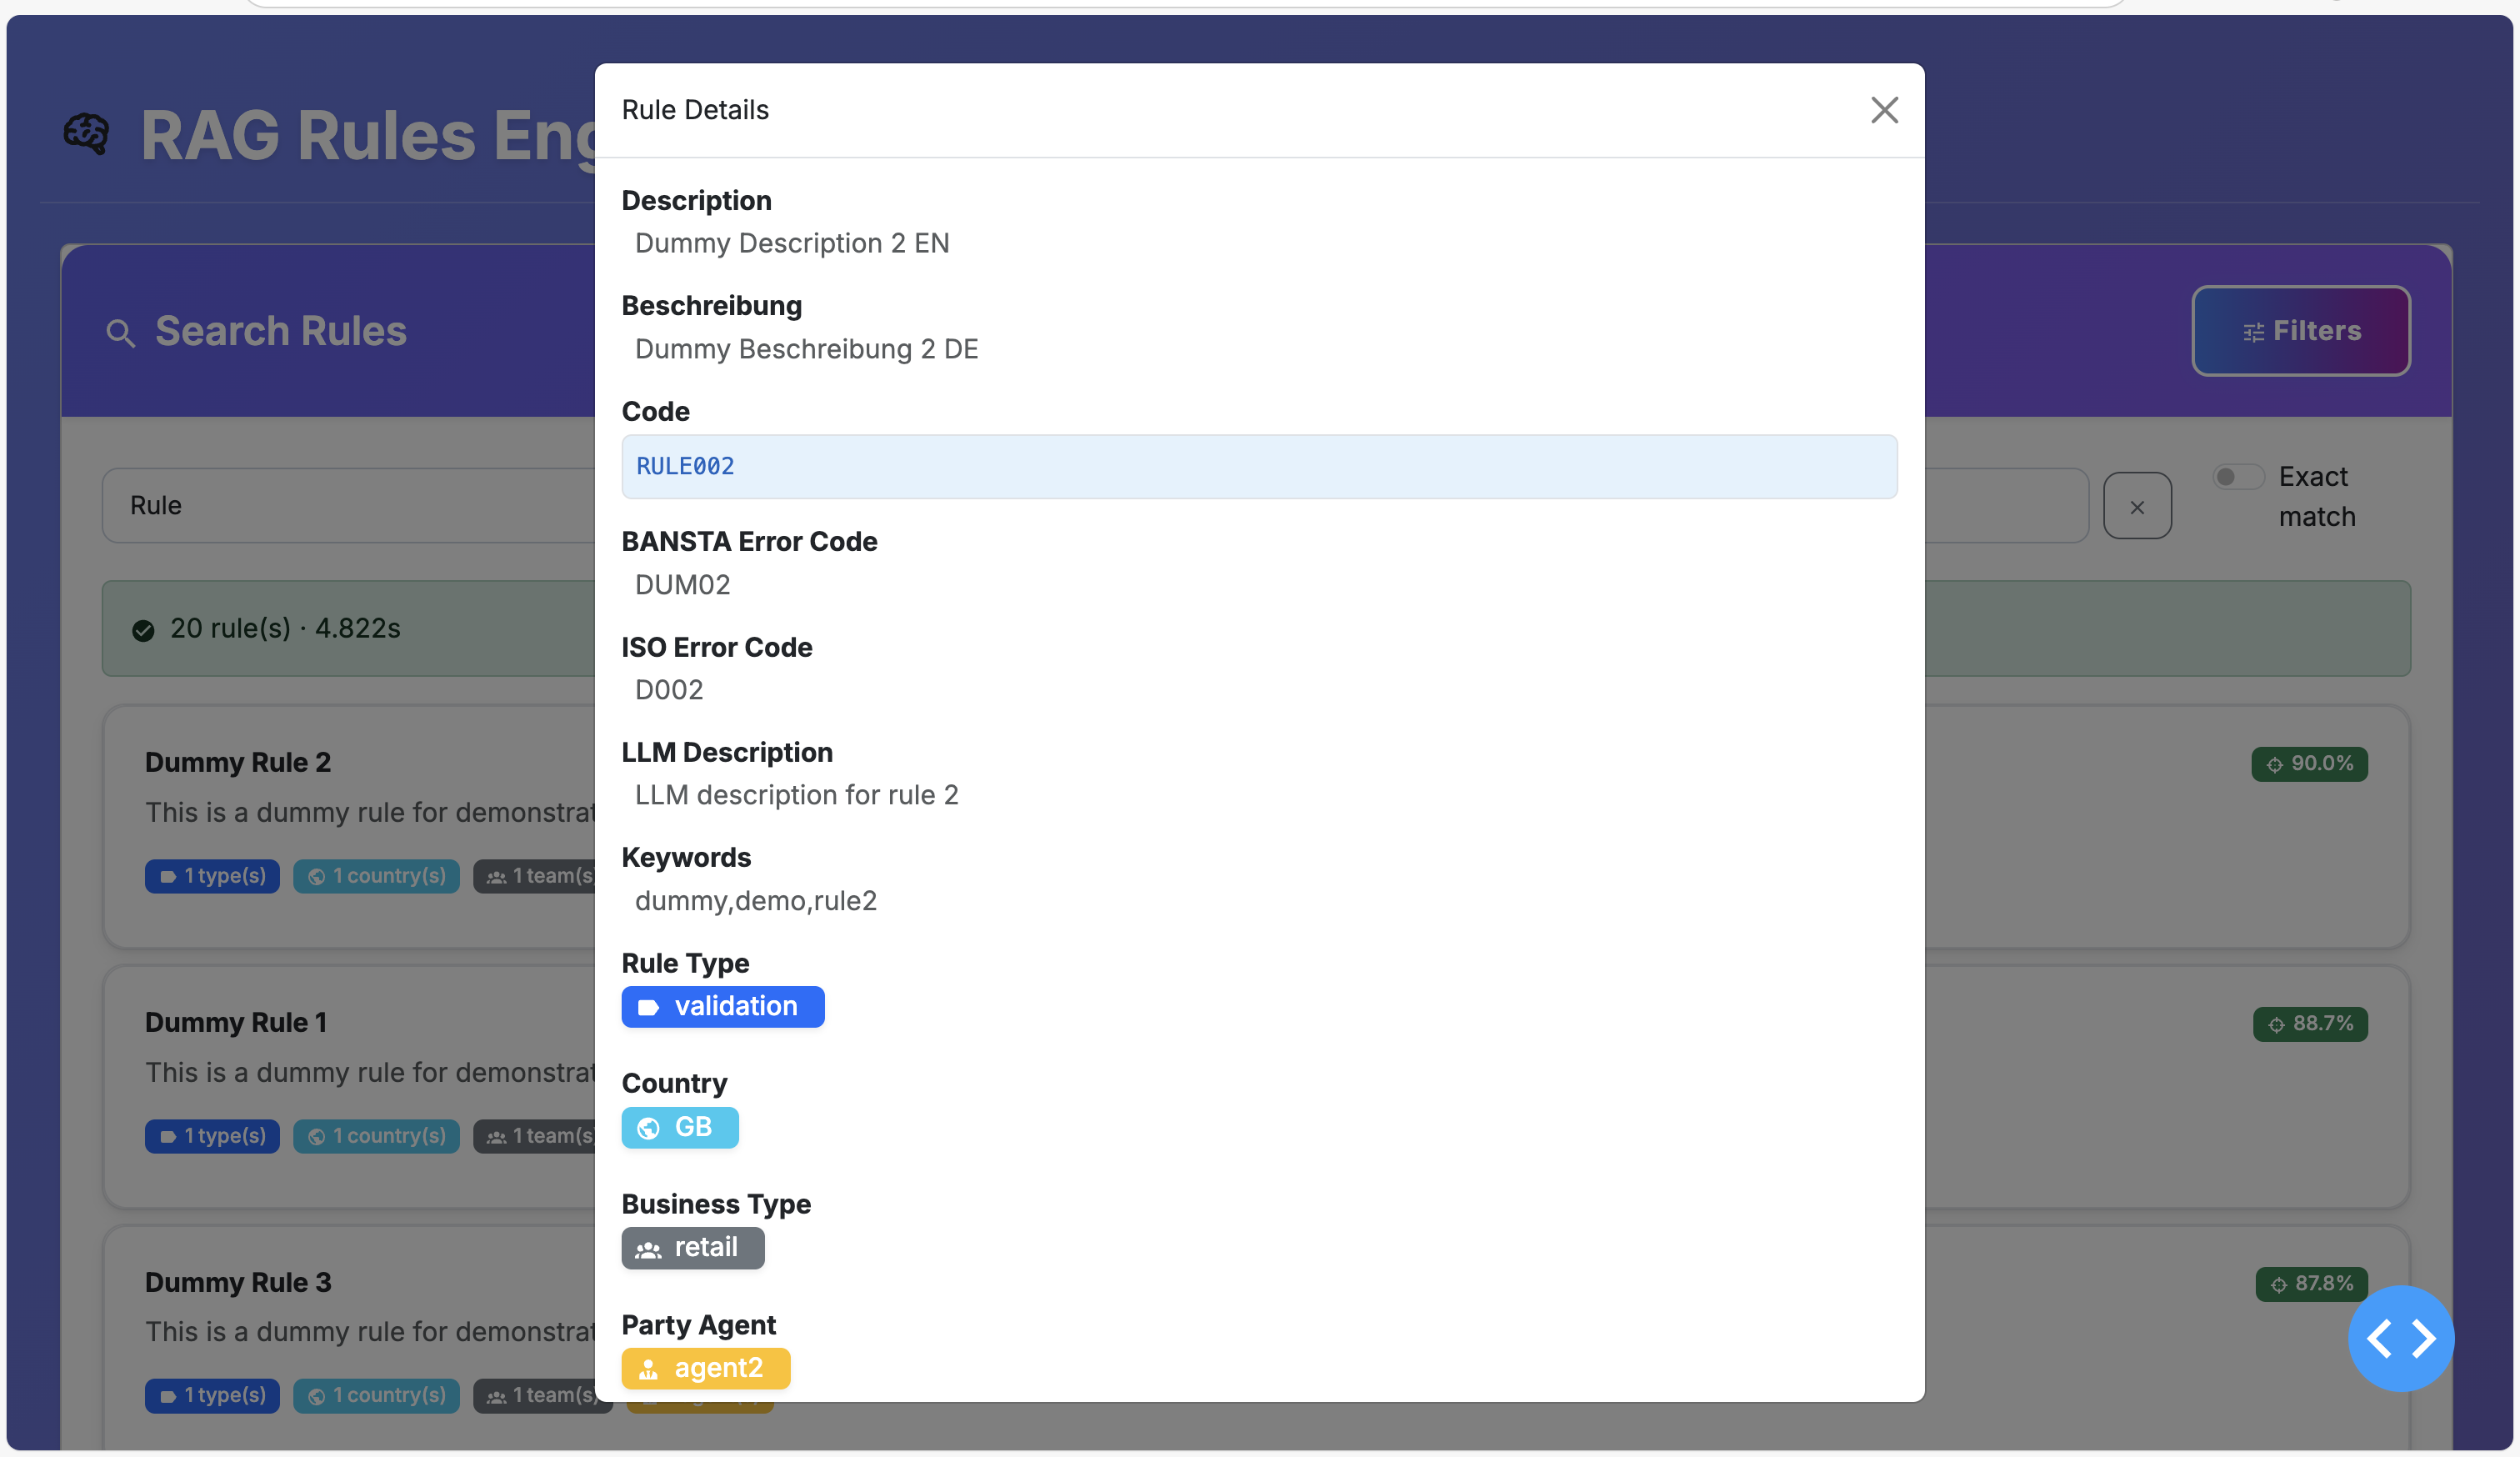 RAG Rules Eng
Search Rules
Filters
Rule
Exact
match
20 rule(s) · 4.822s
Dummy Rule 2
90.0%
This is a dummy rule for demonstrat
1 type(s) 1 country(s) 1 team(s)
Dummy Rule 1
88.7%
This is a dummy rule for demonstrat
1 type(s) 1 country(s) 1 team(s)
Dummy Rule 3
87.8%
This is a dummy rule for demonstrat
1 type(s) 1 country(s) 1 team(s)
Rule Details
Description
Dummy Description 2 EN
Beschreibung
Dummy Beschreibung 2 DE
Code
RULE002
BANSTA Error Code
DUM02
ISO Error Code
D002
LLM Description
LLM description for rule 2
Keywords
dummy,demo,rule2
Rule Type
validation
Country
GB
Business Type
retail
Party Agent
agent2